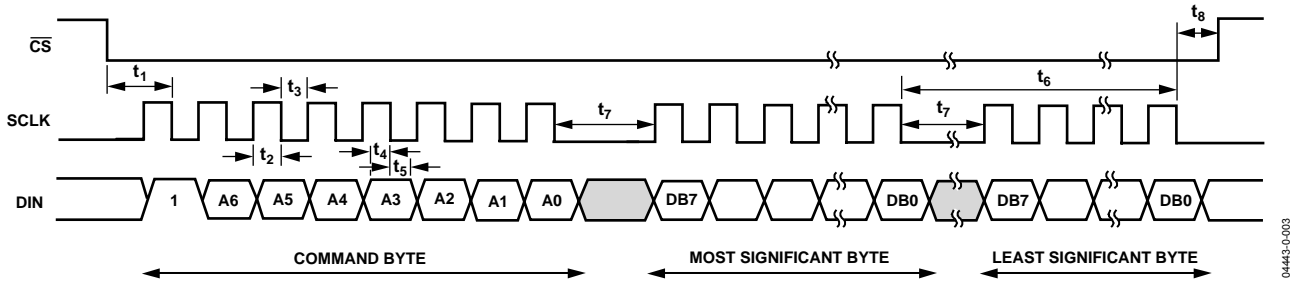 t8
CS
t1
t3
t6
SCLK
t7
t7
t2
t4
t5
DIN
1
A6
A5
A4
A3
A2
A1
A0
DB7
DB0
DB7
DB0
COMMAND BYTE
MOST SIGNIFICANT BYTE
LEAST SIGNIFICANT BYTE
04443-0-003